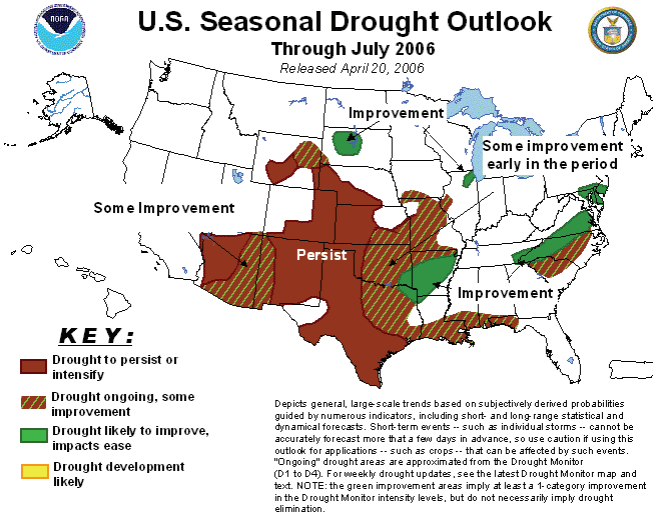 U.S. Seasonal Drought Outlook
Through July 2006
Released April 20, 2006
NOAA
Improvement
Some improvement
early in the period
Some Improvement
Persist
Improvement
KEY:
Drought to persist or
intensify
Drought ongoing, some
improvement
Drought likely to improve,
impacts ease
Drought development
likely
Depicts general, large-scale trends based on subjectively derived probabilities
guided by numerous indicators, including short- and long-range statistical and
dynamical forecasts. Short-term events -- such as individual storms -- cannot be
accurately forecast more that a few days in advance, so use caution if using this
outlook for applications -- such as crops -- that can be affected by such events.
"Ongoing" drought areas are approximated from the Drought Monitor
(D1 to D4). For weekly drought updates, see the latest Drought Monitor map and
text. NOTE: the green improvement areas imply at least a 1-category improvement
in the Drought Monitor intensity levels, but do not necessarily imply drought
elimination.